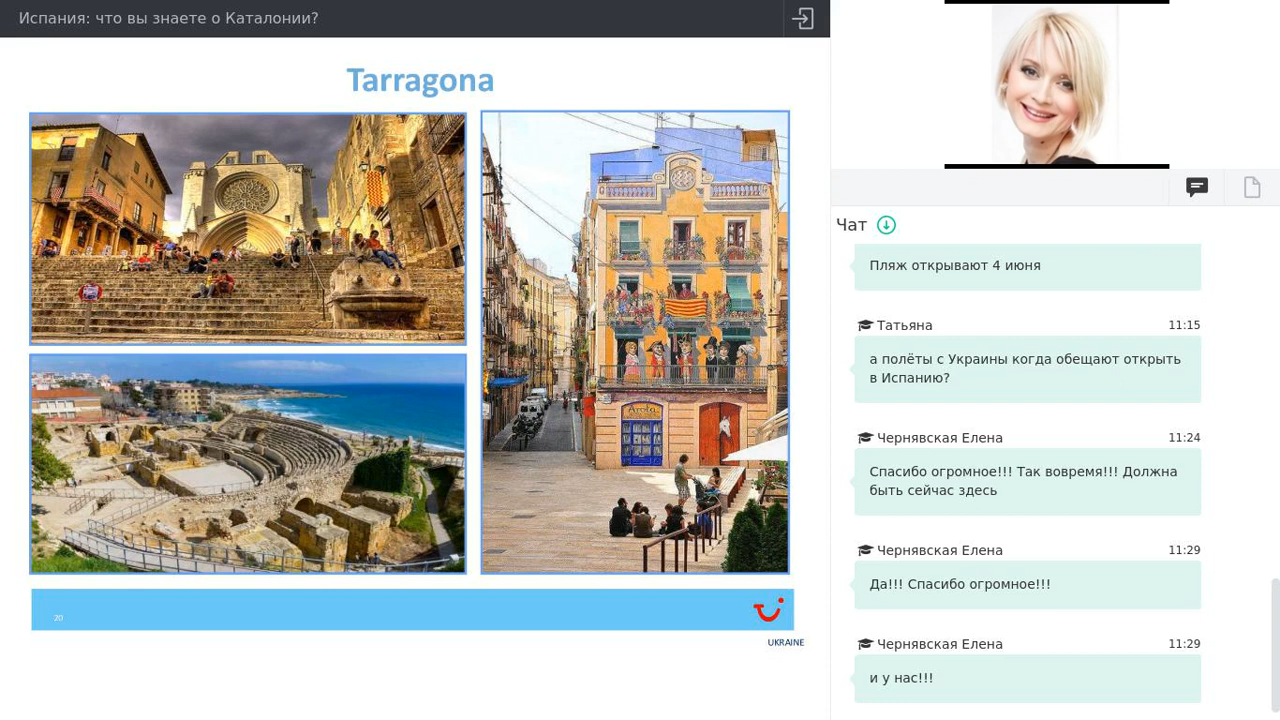 Испания: что вы знаете о Каталонии?
Tarragona
20
UKRAINE
Чат
Пляж открывают 4 июня
Татьяна 11:15
а полёты с Украины когда обещают открыть
в Испанию?
Чернявская Елена 11:24
Спасибо огромное!!! Так вовремя!!! Должна
быть сейчас здесь
Чернявская Елена 11:29
Да!!! Спасибо огромное!!!
Чернявская Елена 11:29
и у нас!!!